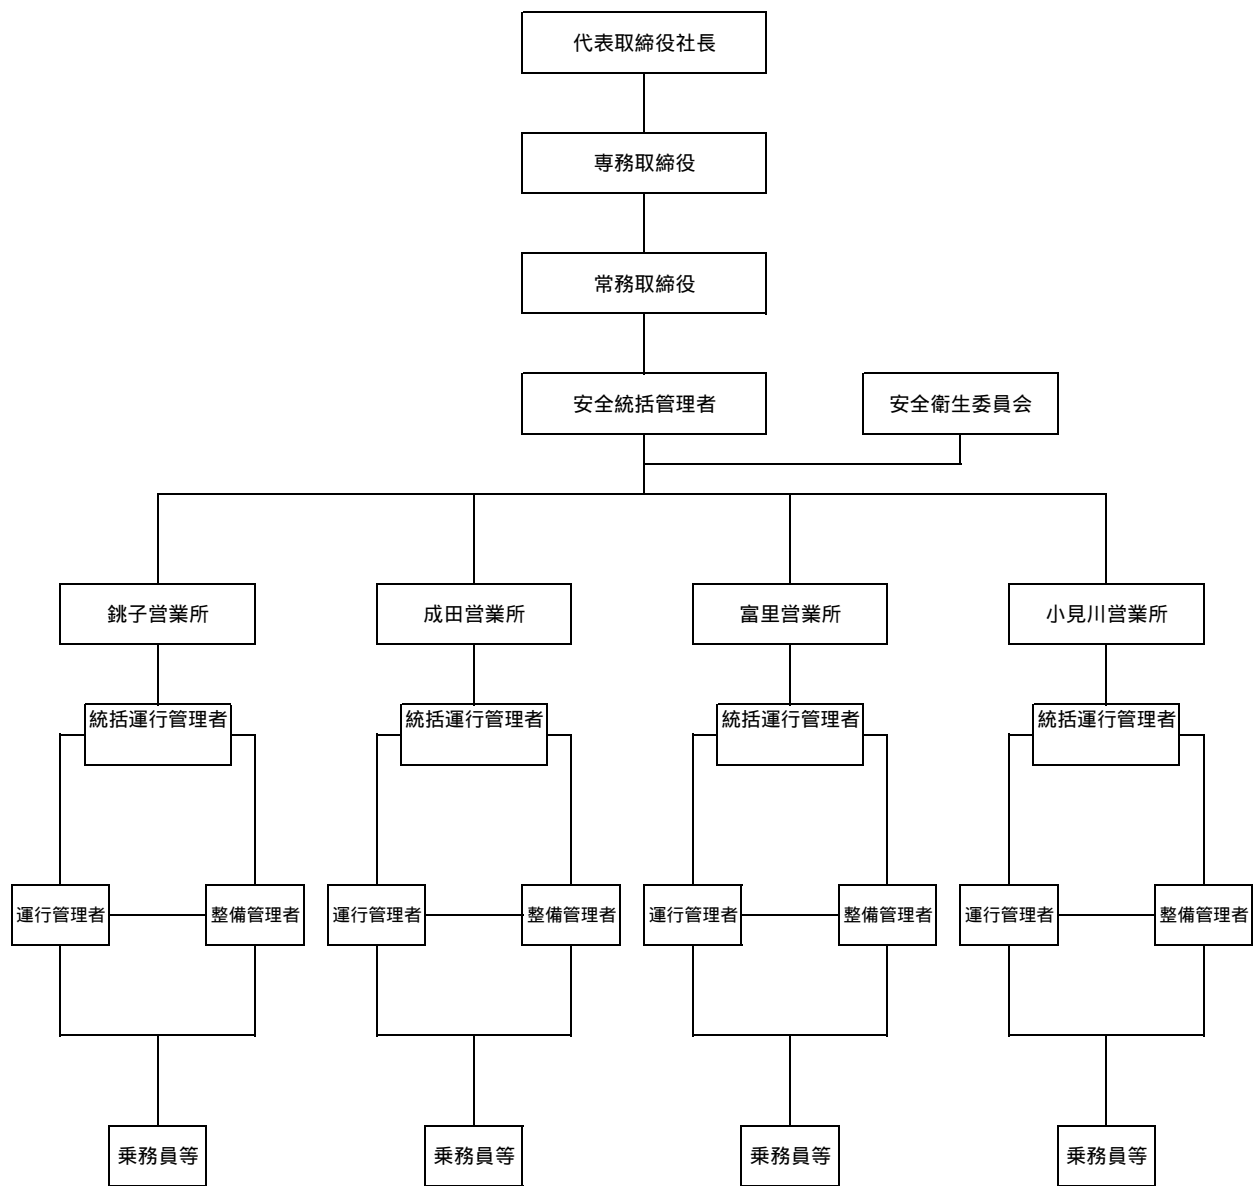 代表取締役社長
専務取締役
常務取締役
安全統括管理者
安全衛生委員会
銚子営業所
成田営業所
富里営業所
小見川営業所
統括運行管理者
統括運行管理者
統括運行管理者
統括運行管理者
運行管理者
整備管理者
運行管理者
整備管理者
運行管理者
整備管理者
運行管理者
整備管理者
乗務員等
乗務員等
乗務員等
乗務員等